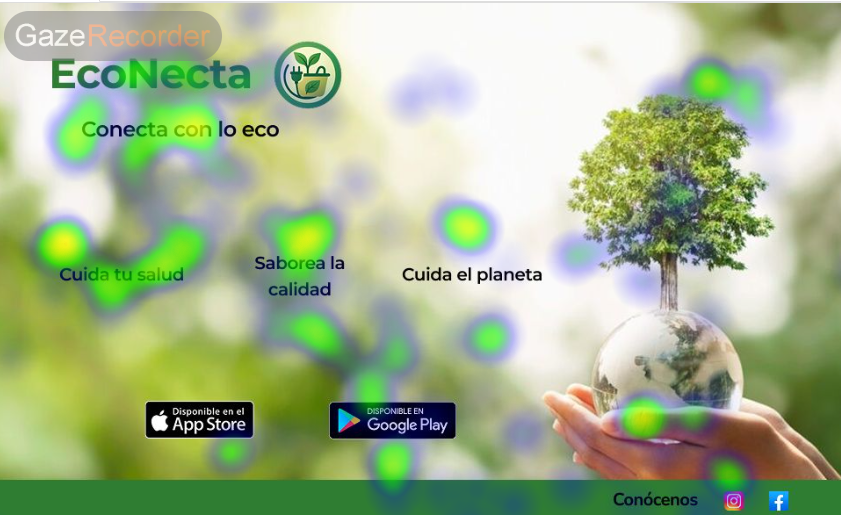 GazeRecorder
EcoNecta
Conecta con lo eco
Cuida tu salud
Saborea la
calidad
Cuida el planeta
Disponible en el
App Store
DISPONIBLE EN
Google Play
Conócenos